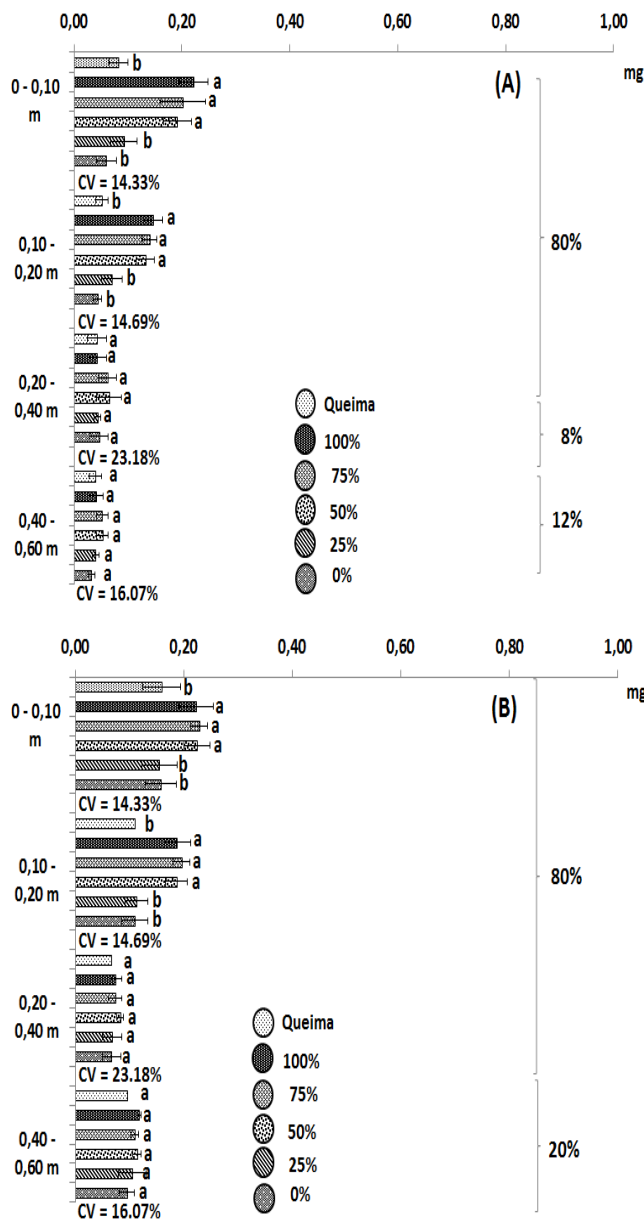 0,00 0,20 0,40 0,60 0,80 1,00
mg
(A)
0 - 0,10
m
b
a
a
a
b
b
CV = 14.33%
0,10 -
0,20 m
b
a
a
a
b
b
CV = 14.69%
80%
0,20 -
0,40 m
a
a
a
a
a
a
CV = 23.18%
8%
0,40 -
0,60 m
a
a
a
a
a
a
CV = 16.07%
12%
Queima
100%
75%
50%
25%
0%
0,00 0,20 0,40 0,60 0,80 1,00
mg
(B)
0 - 0,10
m
b
a
a
a
b
b
CV = 14.33%
0,10 -
0,20 m
b
a
a
a
b
b
CV = 14.69%
80%
0,20 -
0,40 m
a
a
a
a
a
a
CV = 23.18%
0,40 -
0,60 m
a
a
a
a
a
a
CV = 16.07%
20%
Queima
100%
75%
50%
25%
0%